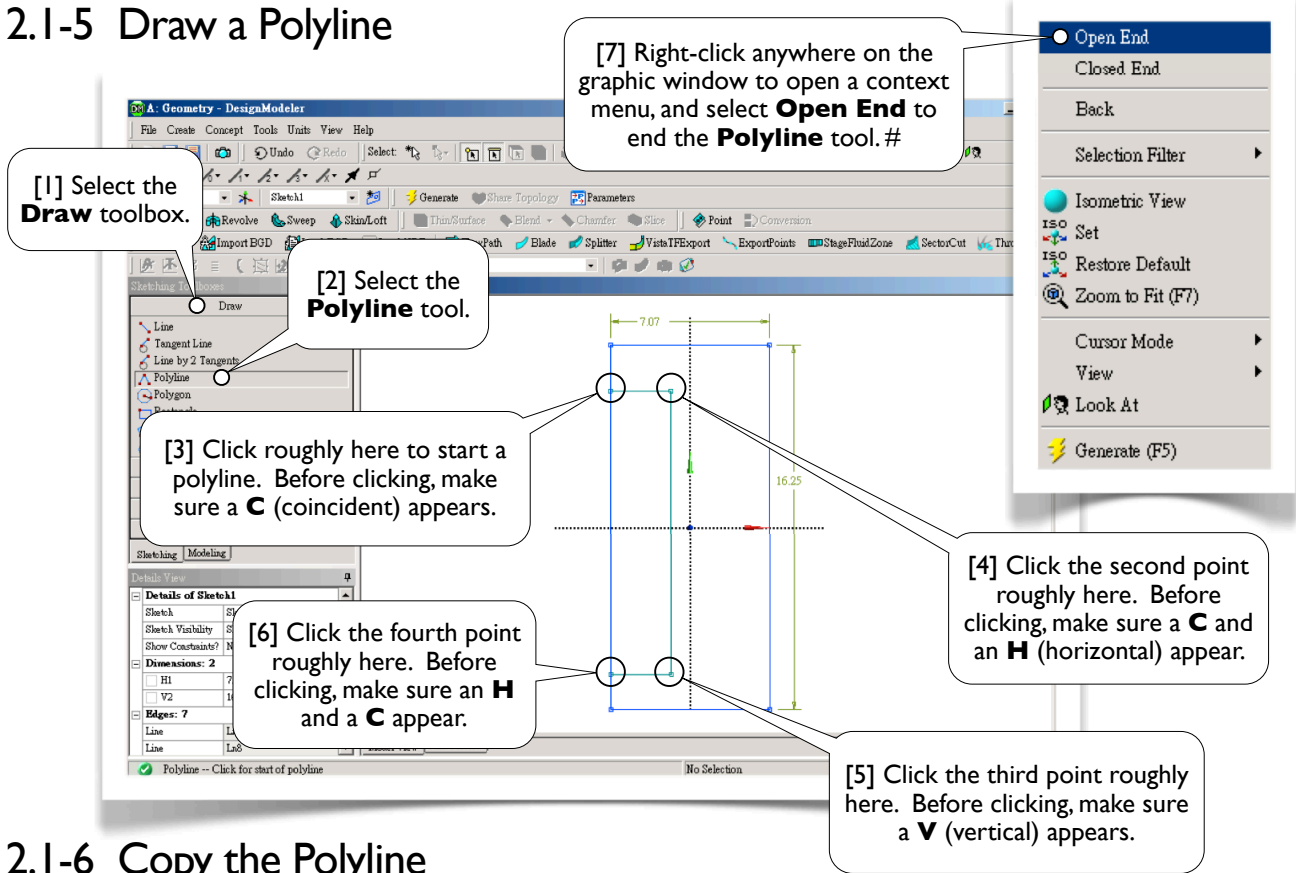 2.1-5 Draw a Polyline
[7] Right-click anywhere on the
graphic window to open a context
menu, and select Open End to
end the Polyline tool. #
Open End
Closed End
Back
Selection Filter
Isometric View
Set
Restore Default
Zoom to Fit (F7)
Cursor Mode
View
Look At
Generate (F5)
A: Geometry - DesignModeler
File Create Concept Tools Units View Help
Undo Redo Select:
[1] Select the
Draw toolbox.
Sketch1 Generate Share Topology Parameters
Revolve Sweep Skin/Loft Thin/Surface Blend Chamfer Slice Point Conversion
Import BGD Path Blade Splitter VistaTFExport ExportPoints StageFluidZone SectorCut
[2] Select the
Polyline tool.
Sketching
Draw
Line
Tangent Line
Line by 2 Tangents
Polyline
Polygon
7.07
16.25
[3] Click roughly here to start a
polyline. Before clicking, make
sure a C (coincident) appears.
[4] Click the second point
roughly here. Before
clicking, make sure a C and
an H (horizontal) appear.
Sketching Modeling
Details View
Details of Sketch1
Sketch
Sketch Visibility
Show Constraints?
Dimensions: 2
H1
V2
Edges: 7
Line
Line Ln8
[6] Click the fourth point
roughly here. Before
clicking, make sure an H
and a C appear.
[5] Click the third point roughly
here. Before clicking, make sure
a V (vertical) appears.
Polyline -- Click for start of polyline No Selection
2.1-6 Copy the Polyline